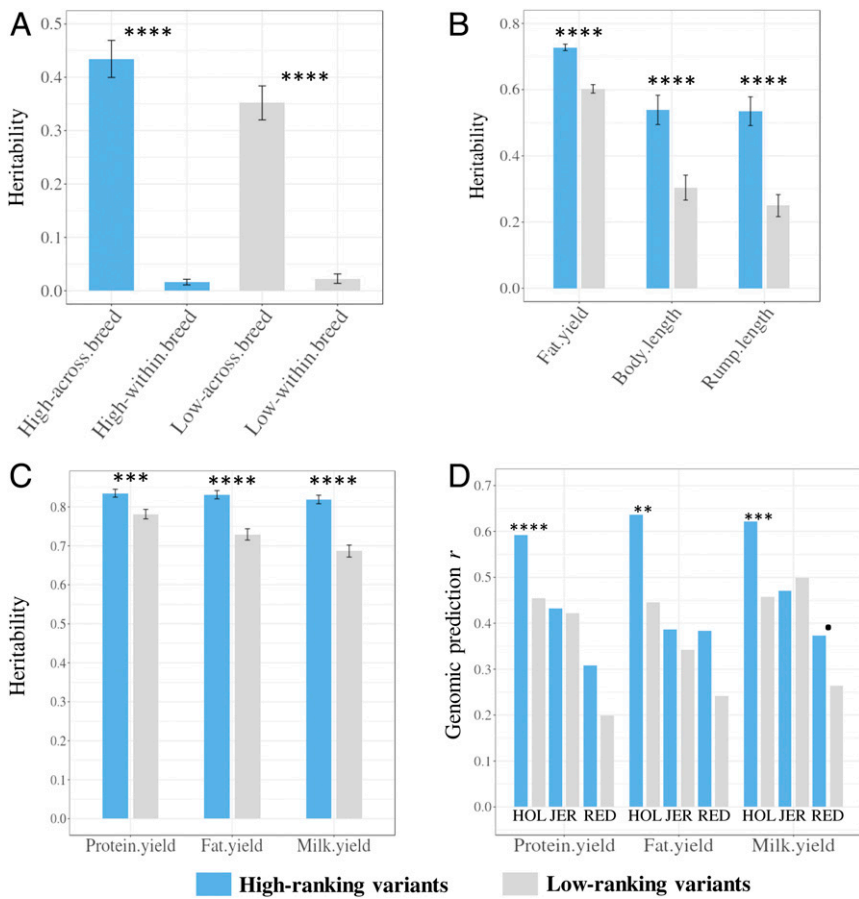 A
Heritability
0.5
0.4
0.3
0.2
0.1
0.0
**** ****
High-across.breed
High-within.breed
Low-across.breed
Low-within.breed
B
Heritability
0.8
0.6
0.4
0.2
0.0
****
**** ****
Fat.yield
Body.length
Rump.length
C
Heritability
0.8
0.7
0.6
0.5
0.4
0.3
0.2
0.1
0.0
*** **** ****
Protein.yield Fat.yield Milk.yield
D
Genomic prediction r
0.7
0.6
0.5
0.4
0.3
0.2
0.1
0.0
**** ** ***
•
HOL JER RED HOL JER RED HOL JER RED
Protein.yield Fat.yield Milk.yield
High-ranking variants Low-ranking variants